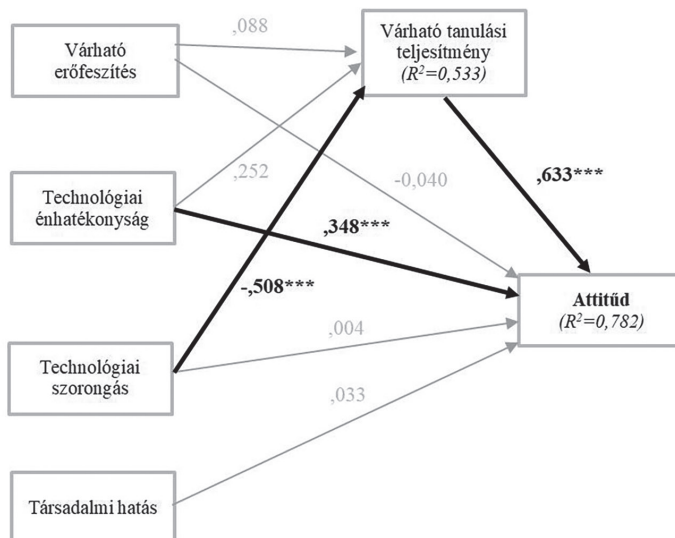 ,088
Várható
erőfeszítés
Várható tanulási
teljesítmény
(R²=0,533)
,252
-0,040
,633***
Technológiai
énhatékonyság
,348***
-,508***
Attitűd
(R²=0,782)
,004
Technológiai
szorongás
,033
Társadalmi hatás